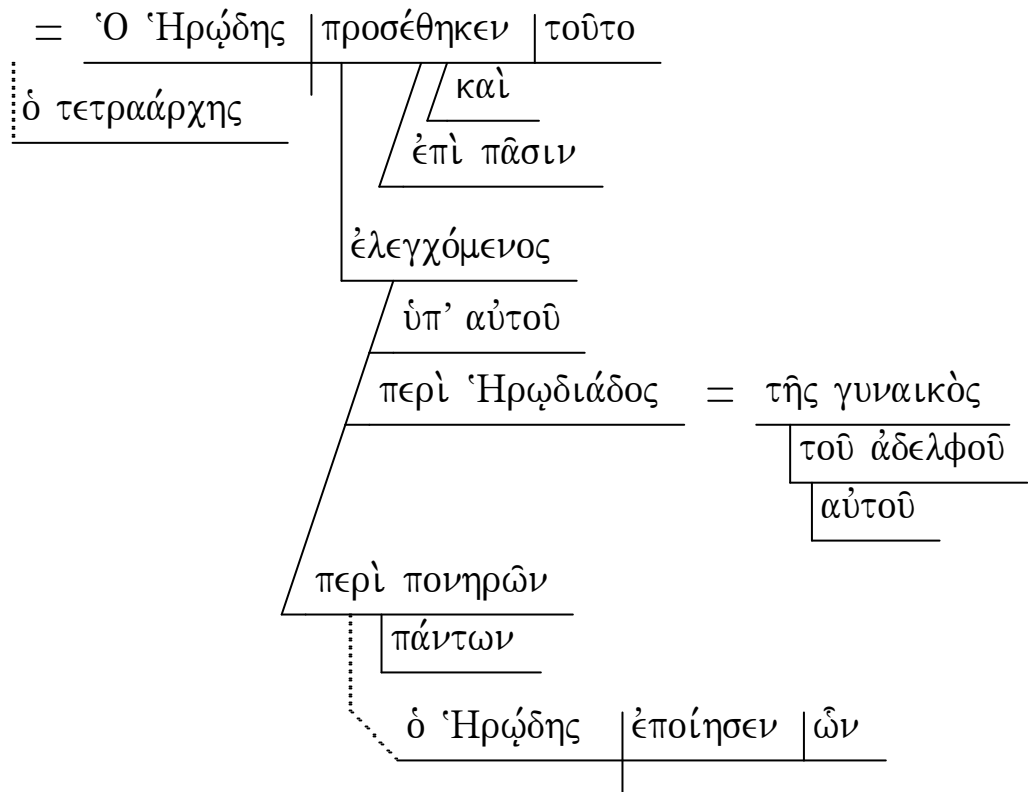 = Ὁ Ἡρῴδης προσέθηκεν τοῦτο
ὁ τετραάρχης
καὶ
ἐπὶ πᾶσιν
ἐλεγχόμενος
ὑπ’ αὐτοῦ
περὶ Ἡρῳδιάδος = τῆς γυναικὸς
τοῦ ἀδελφοῦ
αὐτοῦ
περὶ πονηρῶν
πάντων
ὁ Ἡρῴδης ἐποίησεν ὧν